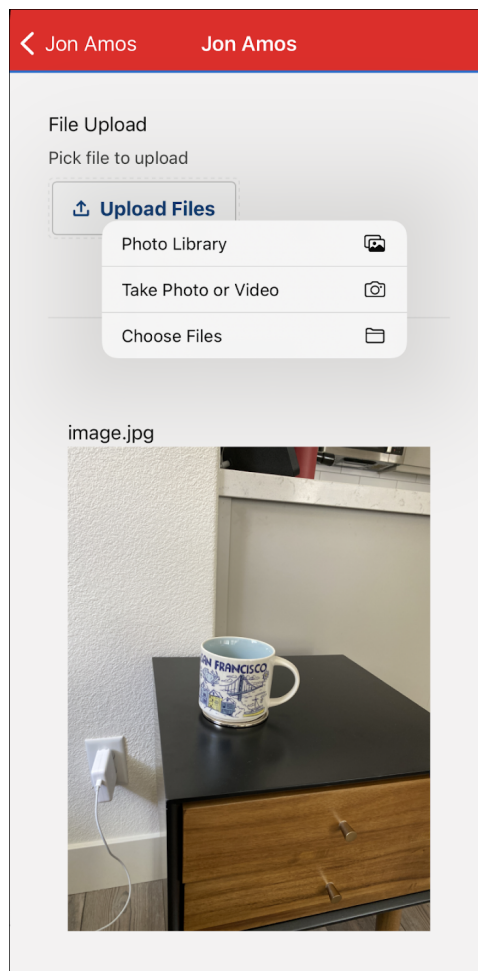 Jon Amos
Jon Amos
File Upload
Pick file to upload
Upload Files
Photo Library
Take Photo or Video
Choose Files
image.jpg
AN FRANCISCO